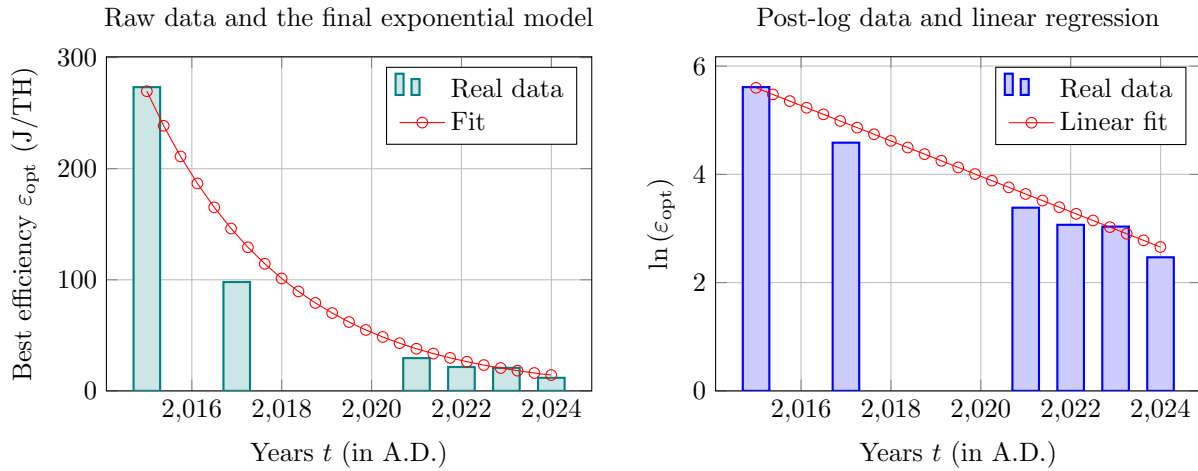 Raw data and the final exponential model
Best efficiency ε_opt (J/TH)
300
200
100
0
Real data
Fit
2,016 2,018 2,020 2,022 2,024
Years t (in A.D.)
Post-log data and linear regression
ln (ε_opt)
6
4
2
0
Real data
Linear fit
2,016 2,018 2,020 2,022 2,024
Years t (in A.D.)